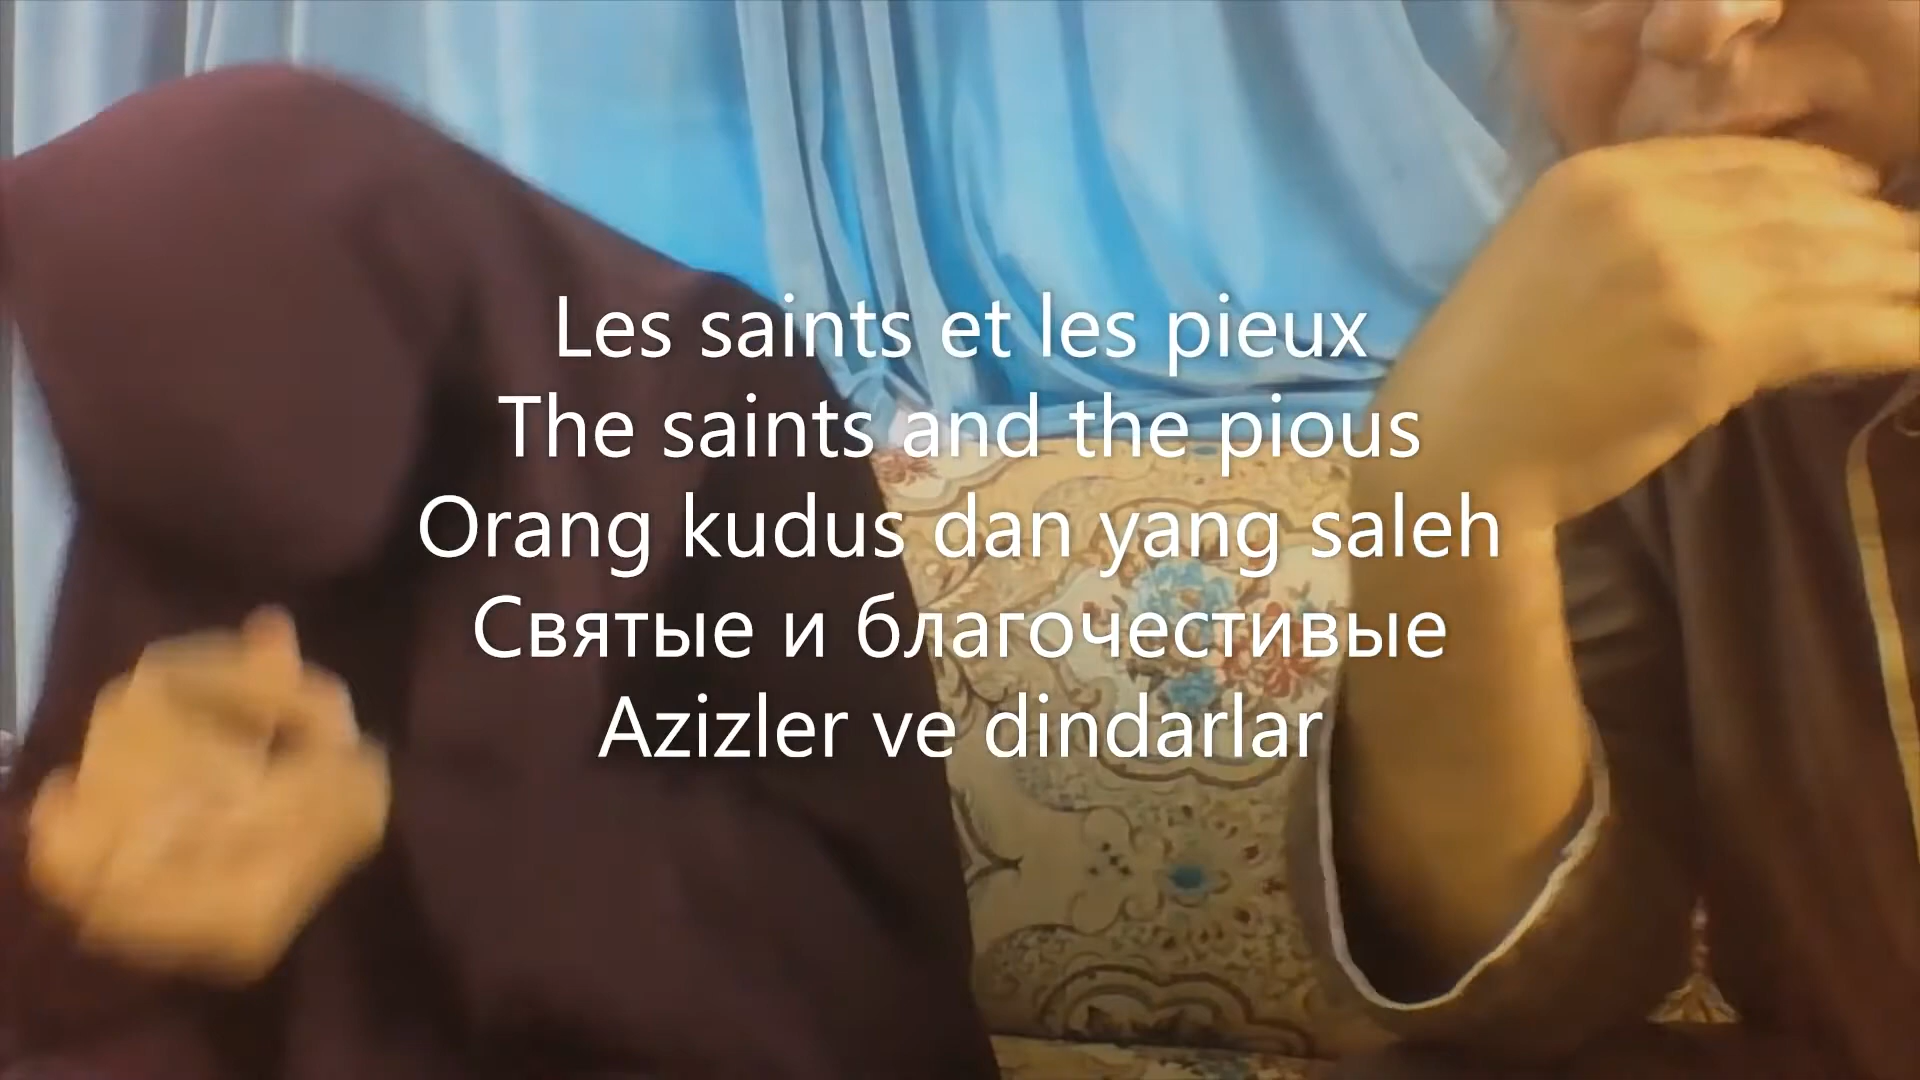 Les saints et les pieux
The saints and the pious
Orang kudus dan yang saleh
Святые и благочестивые
Azizler ve dindarlar